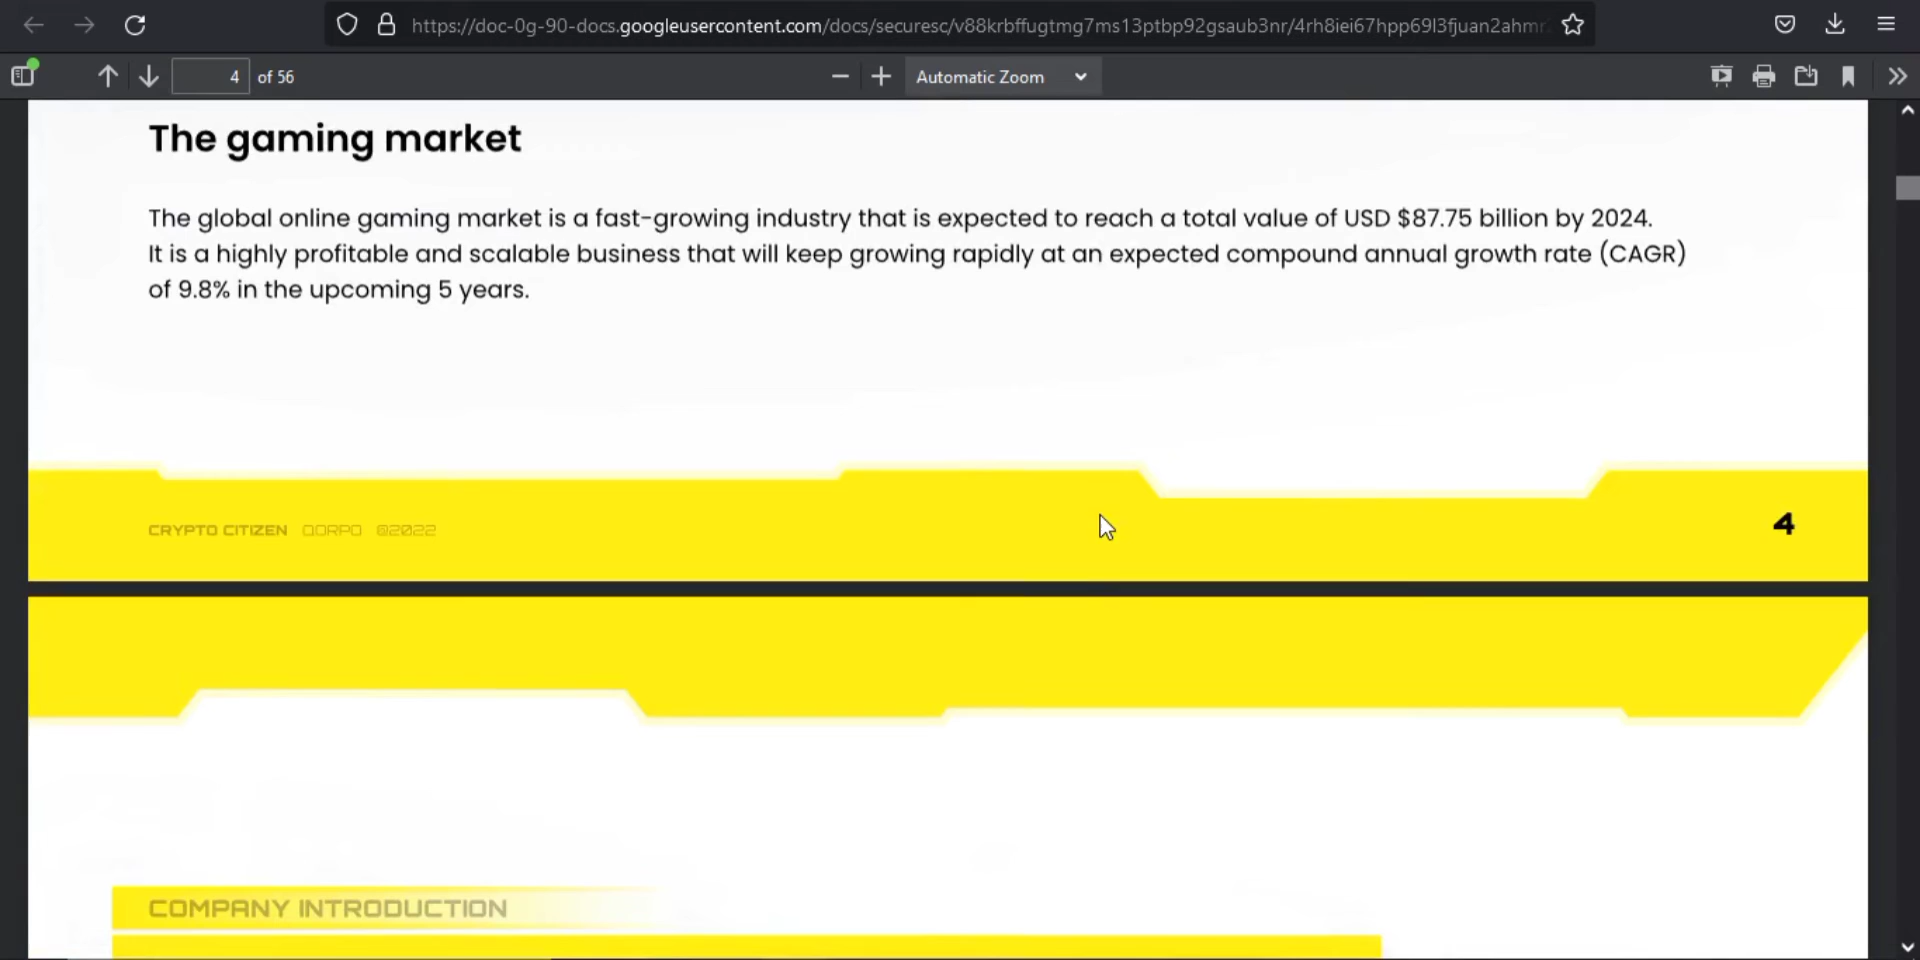 https://doc-0g-90-docs.googleusercontent.com/docs/securesc/v88krbffugtmg7ms13ptbp92gsaub3nr/4rh8iei67hpp69l3fjuan2ahmr
4 of 56
Automatic Zoom
The gaming market
The global online gaming market is a fast-growing industry that is expected to reach a total value of USD $87.75 billion by 2024.
It is a highly profitable and scalable business that will keep growing rapidly at an expected compound annual growth rate (CAGR)
of 9.8% in the upcoming 5 years.
CRYPTO CITIZEN QORPO @2022
4
COMPANY INTRODUCTION